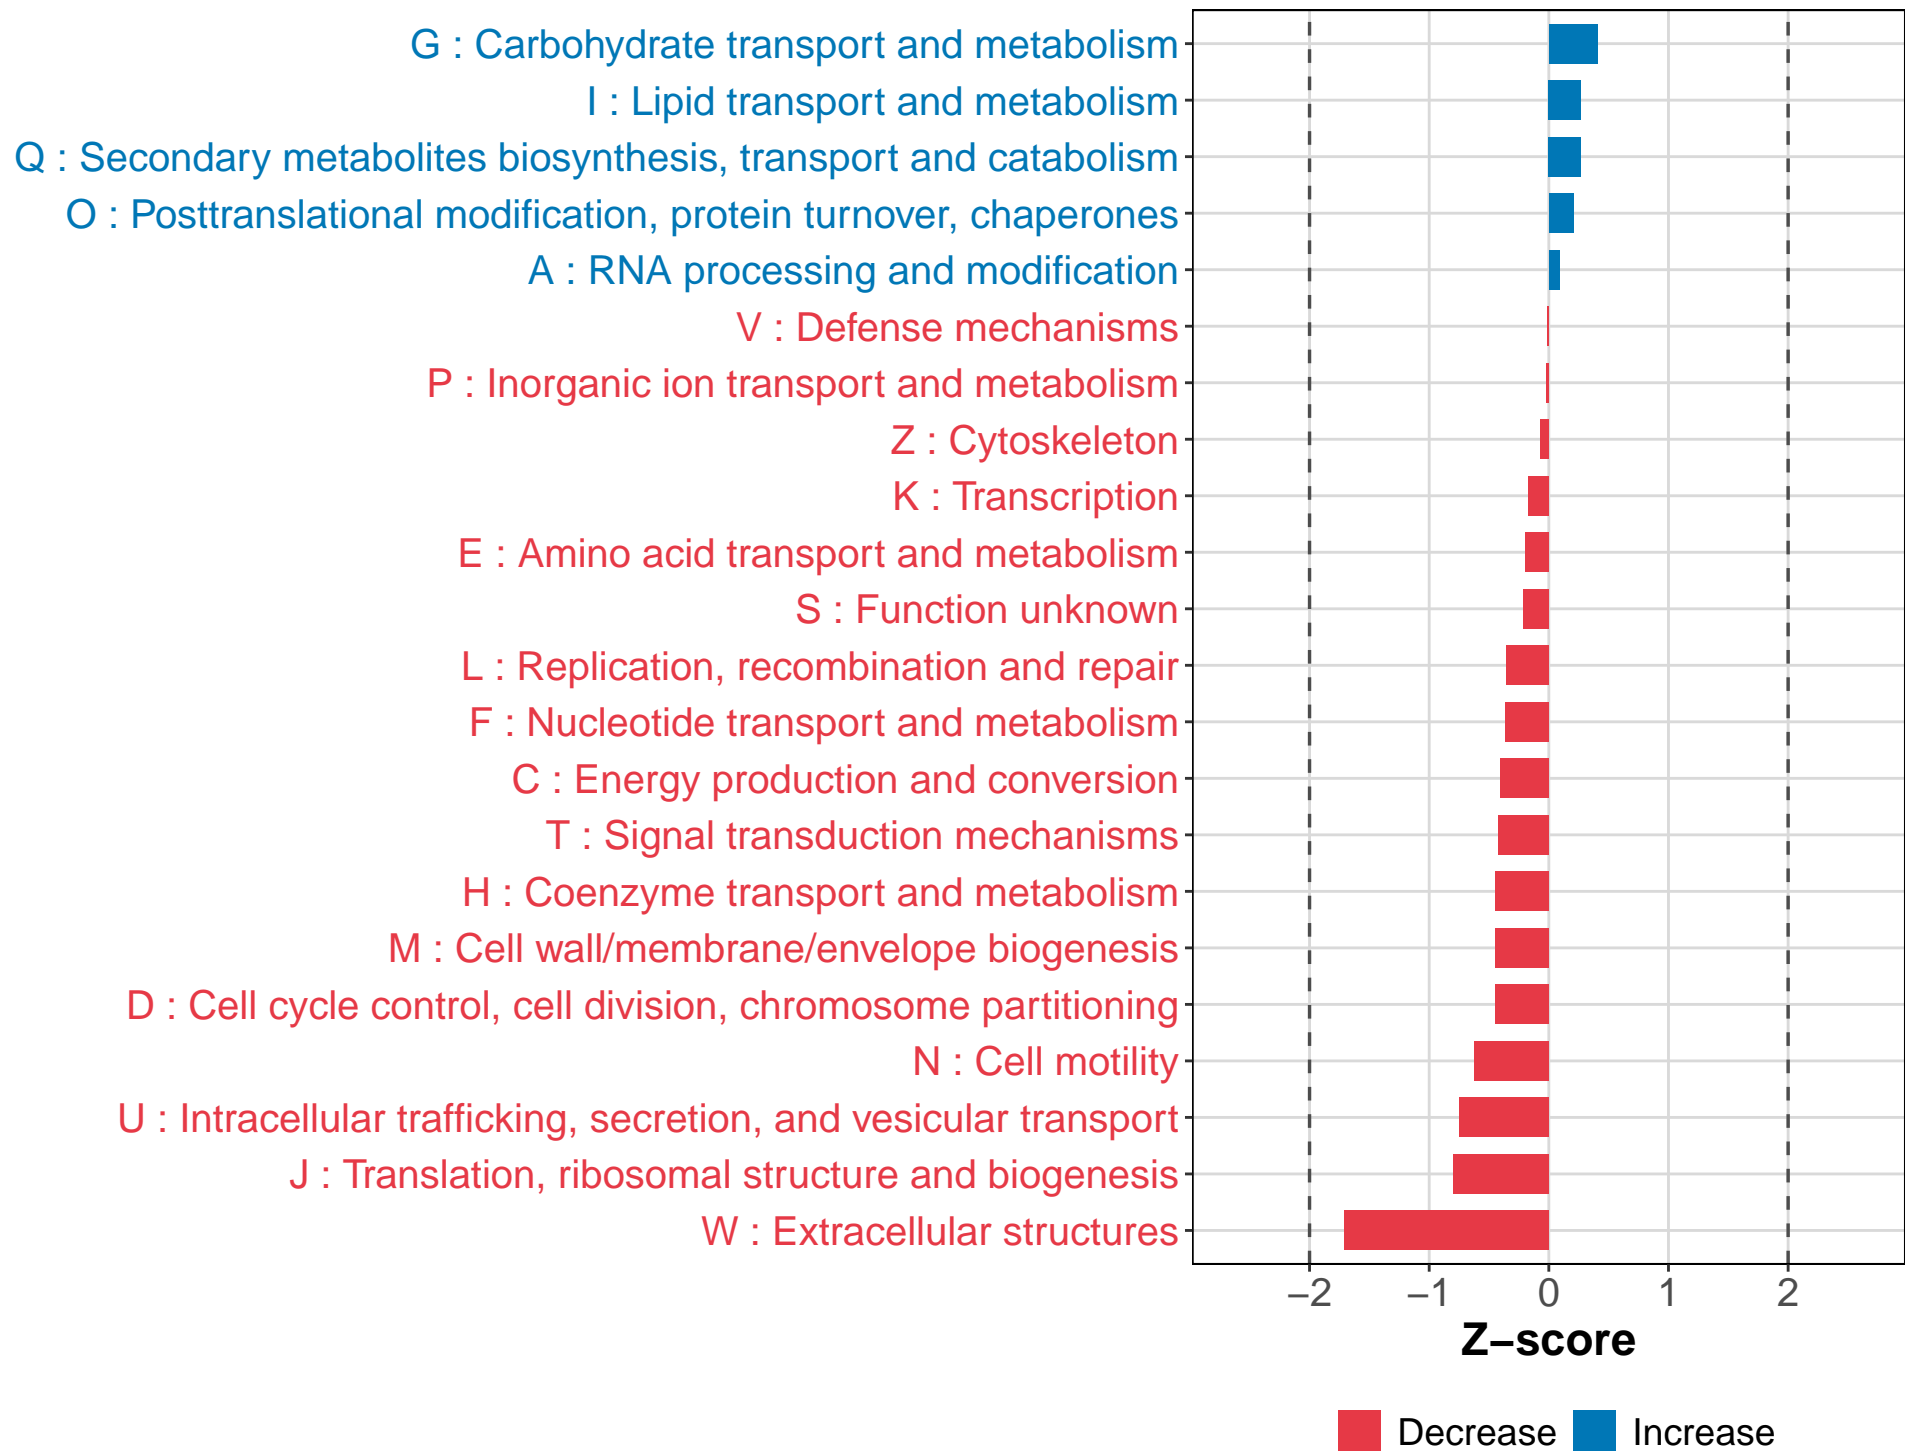 G : Carbohydrate transport and metabolism
I : Lipid transport and metabolism
Q : Secondary metabolites biosynthesis, transport and catabolism
O : Posttranslational modification, protein turnover, chaperones
A : RNA processing and modification
V : Defense mechanisms
P : Inorganic ion transport and metabolism
Z : Cytoskeleton
K : Transcription
E : Amino acid transport and metabolism
S : Function unknown
L : Replication, recombination and repair
F : Nucleotide transport and metabolism
C : Energy production and conversion
T : Signal transduction mechanisms
H : Coenzyme transport and metabolism
M : Cell wall/membrane/envelope biogenesis
D : Cell cycle control, cell division, chromosome partitioning
N : Cell motility
U : Intracellular trafficking, secretion, and vesicular transport
J : Translation, ribosomal structure and biogenesis
W : Extracellular structures
−2 −1 0 1 2
Z−score
Decrease Increase